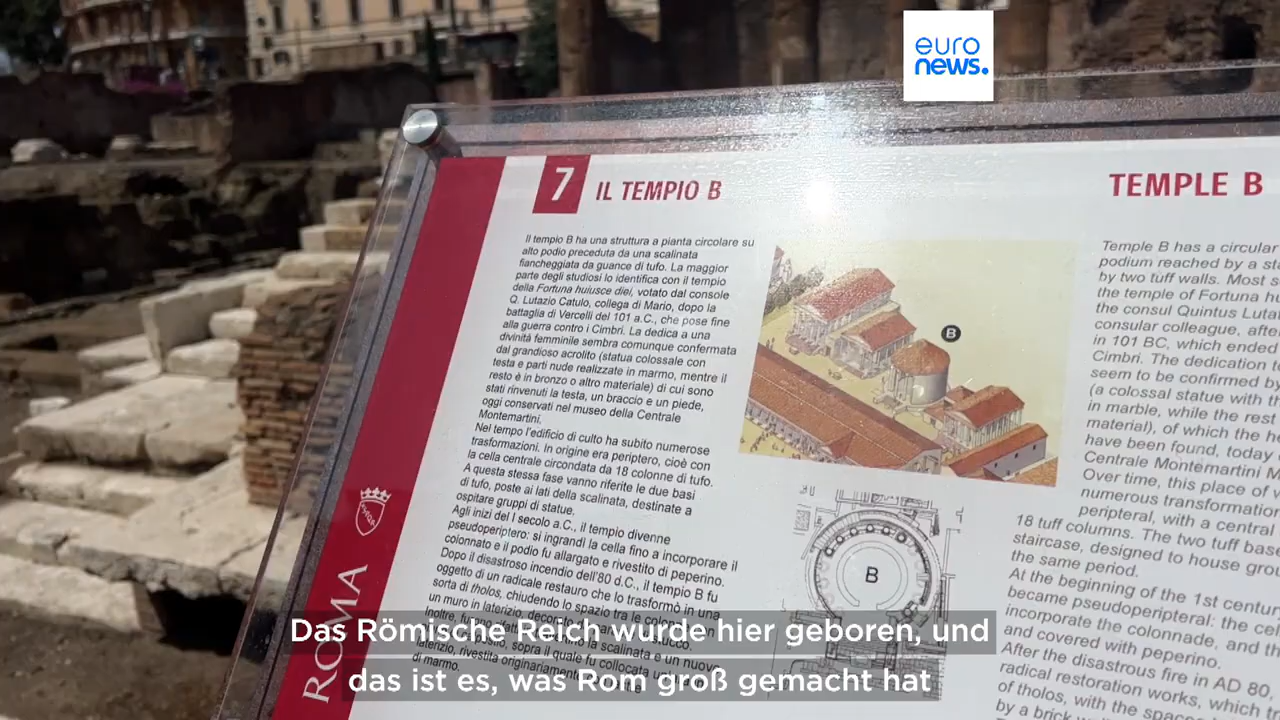 euro
news.
7 IL TEMPIO B
Il tempio B ha una struttura a pianta circolare su
alto podio preceduta da una scalinata
fiancheggiata da guance di tufo. La maggior
parte degli studiosi lo identifica con il tempio
della Fortuna huiusce diei, votato dal console
Q. Lutazio Catulo, collega di Mario, dopo la
battaglia di Vercelli del 101 a.C., che pose fine
alla guerra contro i Cimbri. La dedica a una
divinità femminile sembra comunque confermata
dal grandioso acrolito (statua colossale con
testa e parti nude realizzate in marmo, mentre il
resto è in bronzo o altro materiale) di cui sono
stati rinvenuti la testa, un braccio e un piede,
oggi conservati nel museo della Centrale
Montemartini.
Nel tempo l'edificio di culto ha subito numerose
trasformazioni. In origine era periptero, cioè con
la cella centrale circondata da 18 colonne di tufo.
A questa stessa fase vanno riferite le due basi
di tufo, poste ai lati della scalinata, destinate a
ospitare gruppi di statue.
Agli inizi del I secolo a.C., il tempio divenne
pseudoperiptero: si ingrandì la cella fino a incorporare il
colonnato e il podio fu allargato e rivestito di peperino.
Dopo il disastroso incendio dell'80 d.C., il tempio B fu
oggetto di un radicale restauro che lo trasformò in una
sorta di tholos, chiudendo lo spazio tra le colonne con
un muro in laterizio,
sopra il quale fu collocata
laterizio, rivestita originariamente
di marmo.
B
B
TEMPLE B
Temple B has a circular
podium reached by a sta
by two tuff walls. Most s
the temple of Fortuna h
the consul Quintus Luta
consular colleague, afte
in 101 BC, which ended
Cimbri. The dedication t
seem to be confirmed by
(a colossal statue with th
in marble, while the rest
material), of which the h
have been found, today
Centrale Montemartini M
Over time, this place of w
numerous transformation
peripteral, with a central
18 tuff columns. The two tuff base
staircase, designed to house grou
the same period.
At the beginning of the 1st centur
became pseudoperipteral: the cel
incorporate the colonnade, and th
and covered with peperino.
After the disastrous fire in AD 80,
radical restoration works, which tr
of tholos, with the space
by a brick w
ROMA
Das Römische Reich wurde hier geboren, und
das ist es, was Rom groß gemacht hat